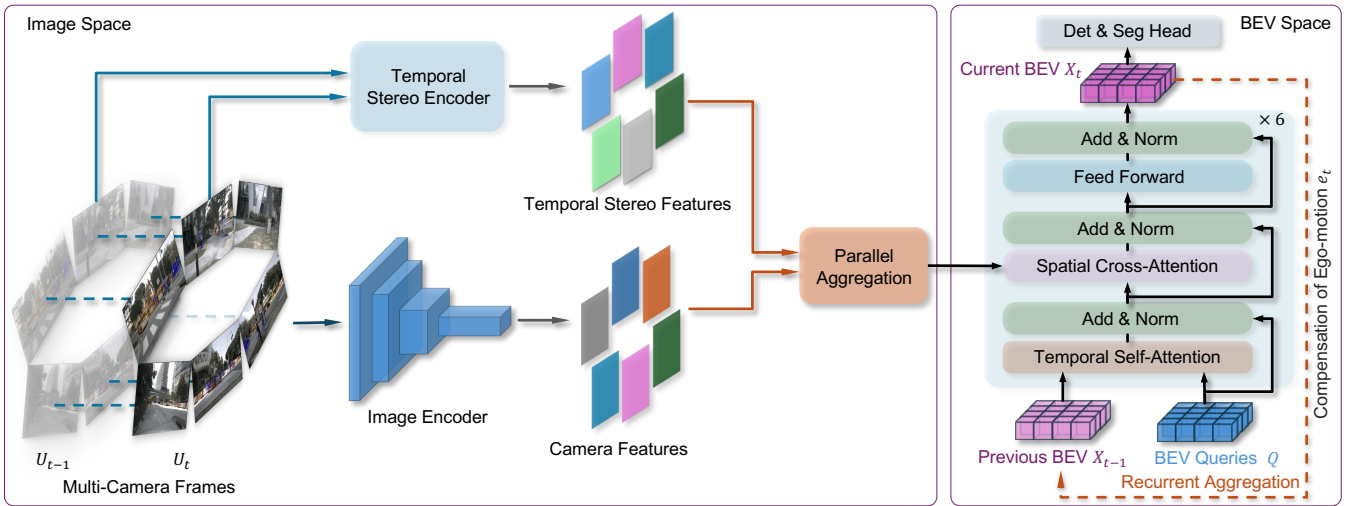 Image Space
Temporal
Stereo Encoder
Temporal Stereo Features
Image Encoder
Camera Features
U_{t-1}
U_t
Multi-Camera Frames
Parallel
Aggregation
BEV Space
Det & Seg Head
Current BEV X_t
× 6
Add & Norm
Feed Forward
Add & Norm
Spatial Cross-Attention
Add & Norm
Temporal Self-Attention
Previous BEV X_{t-1}
BEV Queries Q
Recurrent Aggregation
Compensation of Ego-motion e_t